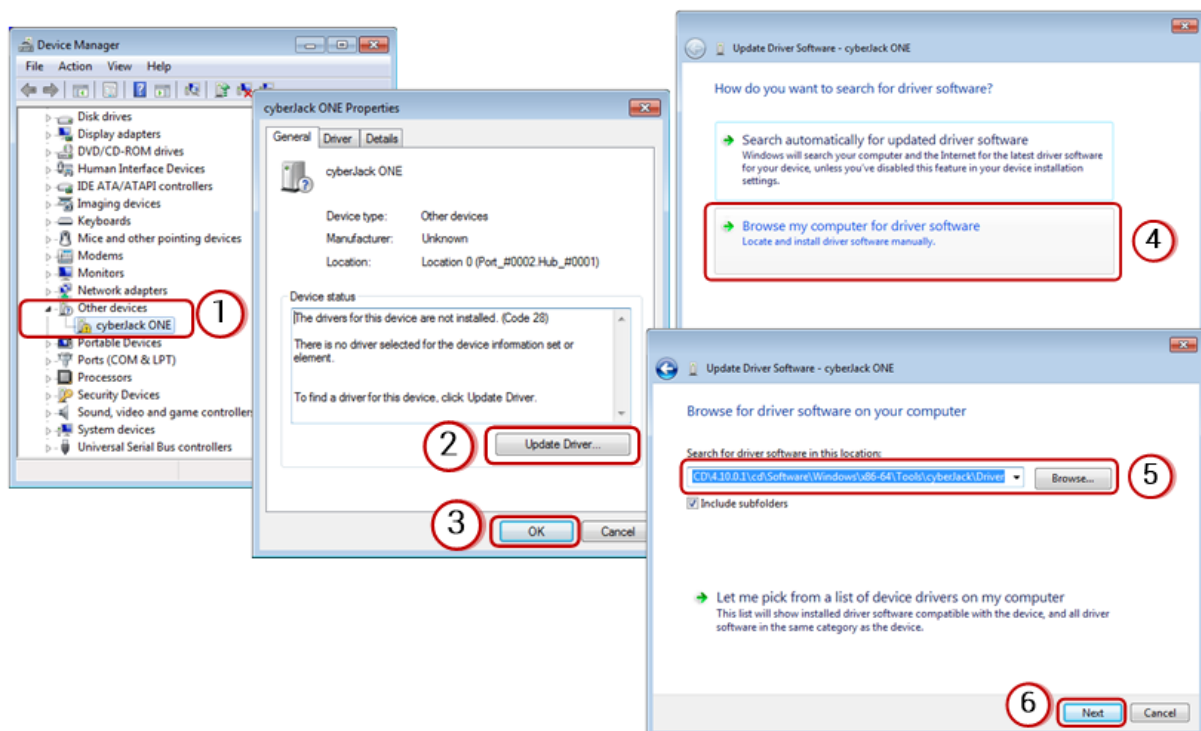 Device Manager
File Action View Help
Disk drives
Display adapters
DVD/CD-ROM drives
Human Interface Devices
IDE ATA/ATAPI controllers
Imaging devices
Keyboards
Mice and other pointing devices
Modems
Monitors
Network adapters
Other devices
cyberJack ONE
Portable Devices
Ports (COM & LPT)
Processors
Security Devices
Sound, video and game controller
System devices
Universal Serial Bus controllers
1
cyberJack ONE Properties
General Driver Details
cyberJack ONE
Device type: Other devices
Manufacturer: Unknown
Location: Location 0 (Port_#0002.Hub_#0001)
Device status
The drivers for this device are not installed. (Code 28)
There is no driver selected for the device information set or
element.
To find a driver for this device, click Update Driver.
2
Update Driver...
3
OK Cancel
Update Driver Software - cyberJack ONE
How do you want to search for driver software?
Search automatically for updated driver software
Windows will search your computer and the Internet for the latest driver software
for your device, unless you've disabled this feature in your device installation
settings.
Browse my computer for driver software
Locate and install driver software manually.
4
Update Driver Software - cyberJack ONE
Browse for driver software on your computer
Search for driver software in this location:
CD\4.10.0.1\cd\Software\Windows\x86-64\Tools\cyberJack\Driver
Browse...
5
Include subfolders
Let me pick from a list of device drivers on my computer
This list will show installed driver software compatible with the device, and all driver
software in the same category as the device.
6
Next Cancel